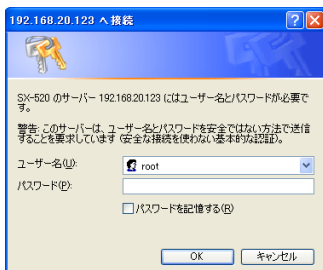 192.168.20.123 へ接続
SX-520 のサーバー 192.168.20.123 にはユーザー名とパスワードが必要で
す。
警告: このサーバーは、ユーザー名とパスワードを安全ではない方法で送信
することを要求しています (安全な接続を使わない基本的な認証)。
ユーザー名(U):
root
パスワード(P):
パスワードを記憶する(R)
OK
キャンセル